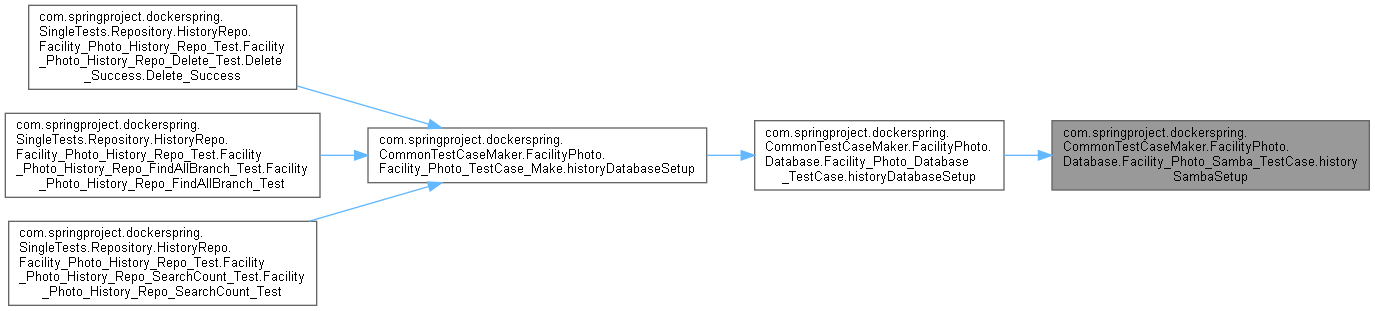 com.springproject.dockerspring.
SingleTests.Repository.HistoryRepo.
Facility_Photo_History_Repo_Test.Facility
_Photo_History_Repo_Delete_Test.Delete
_Success.Delete_Success
com.springproject.dockerspring.
SingleTests.Repository.HistoryRepo.
Facility_Photo_History_Repo_Test.Facility
_Photo_History_Repo_FindAllBranch_Test.Facility
_Photo_History_Repo_FindAllBranch_Test
com.springproject.dockerspring.
SingleTests.Repository.HistoryRepo.
Facility_Photo_History_Repo_Test.Facility
_Photo_History_Repo_SearchCount_Test.Facility
_Photo_History_Repo_SearchCount_Test
com.springproject.dockerspring.
CommonTestCaseMaker.FacilityPhoto.
Facility_Photo_TestCase_Make.historyDatabaseSetup
com.springproject.dockerspring.
CommonTestCaseMaker.FacilityPhoto.
Database.Facility_Photo_Database
_TestCase.historyDatabaseSetup
com.springproject.dockerspring.
CommonTestCaseMaker.FacilityPhoto.
Database.Facility_Photo_Samba_TestCase.history
SambaSetup